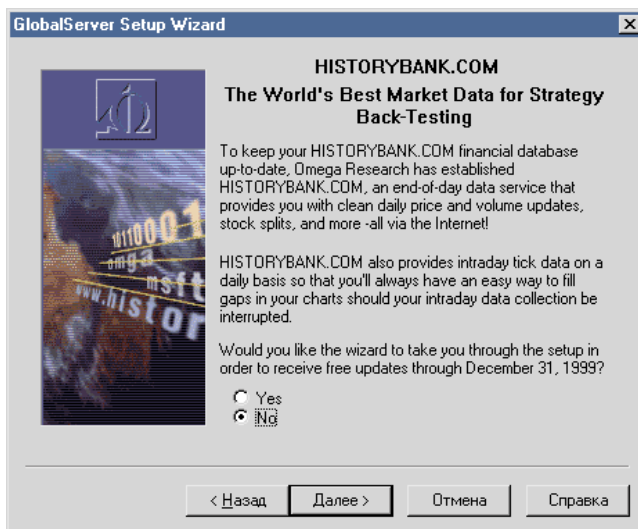 GlobalServer Setup Wizard
HISTORYBANK.COM
The World's Best Market Data for Strategy
Back-Testing
To keep your HISTORYBANK.COM financial database
up-to-date, Omega Research has established
HISTORYBANK.COM, an end-of-day data service that
provides you with clean daily price and volume updates,
stock splits, and more -all via the Internet!
HISTORYBANK.COM also provides intraday tick data on a
daily basis so that you'll always have an easy way to fill
gaps in your charts should your intraday data collection be
interrupted.
Would you like the wizard to take you through the setup in
order to receive free updates through December 31, 1999?
Yes
No
1011000101
omga
msft
www.histor
< Назад
Далее >
Отмена
Справка